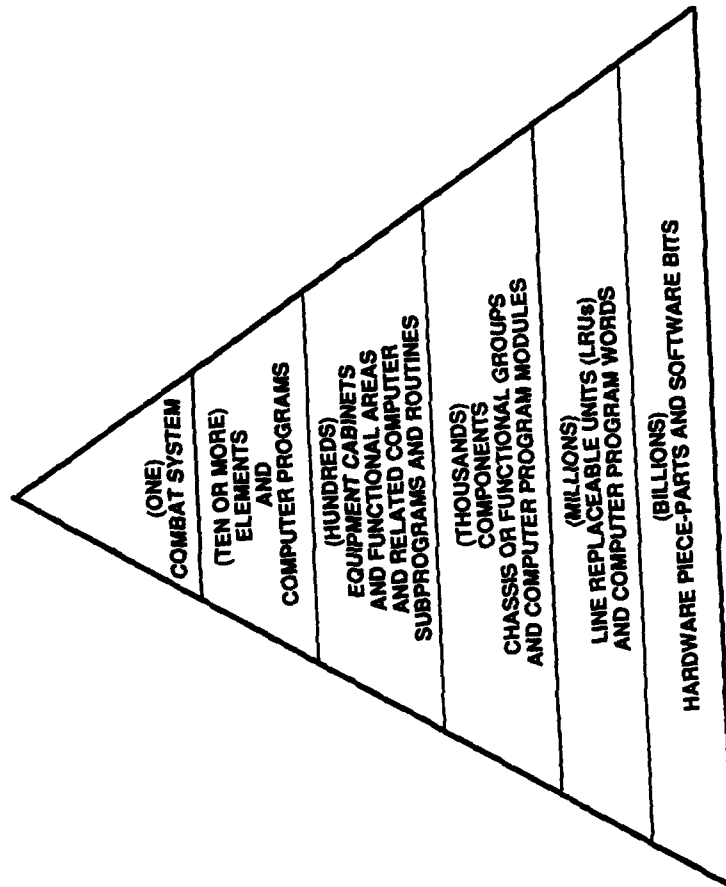 (ONE)
COMBAT SYSTEM
(TEN OR MORE)
ELEMENTS
AND
COMPUTER PROGRAMS
(HUNDREDS)
EQUIPMENT CABINETS
AND FUNCTIONAL AREAS
AND RELATED COMPUTER
SUBPROGRAMS AND ROUTINES
(THOUSANDS)
COMPONENTS
CHASSIS OR FUNCTIONAL GROUPS
AND COMPUTER PROGRAM MODULES
(MILLIONS)
LINE REPLACEABLE UNITS (LRUs)
AND COMPUTER PROGRAM WORDS
(BILLIONS)
HARDWARE PIECE-PARTS AND SOFTWARE BITS